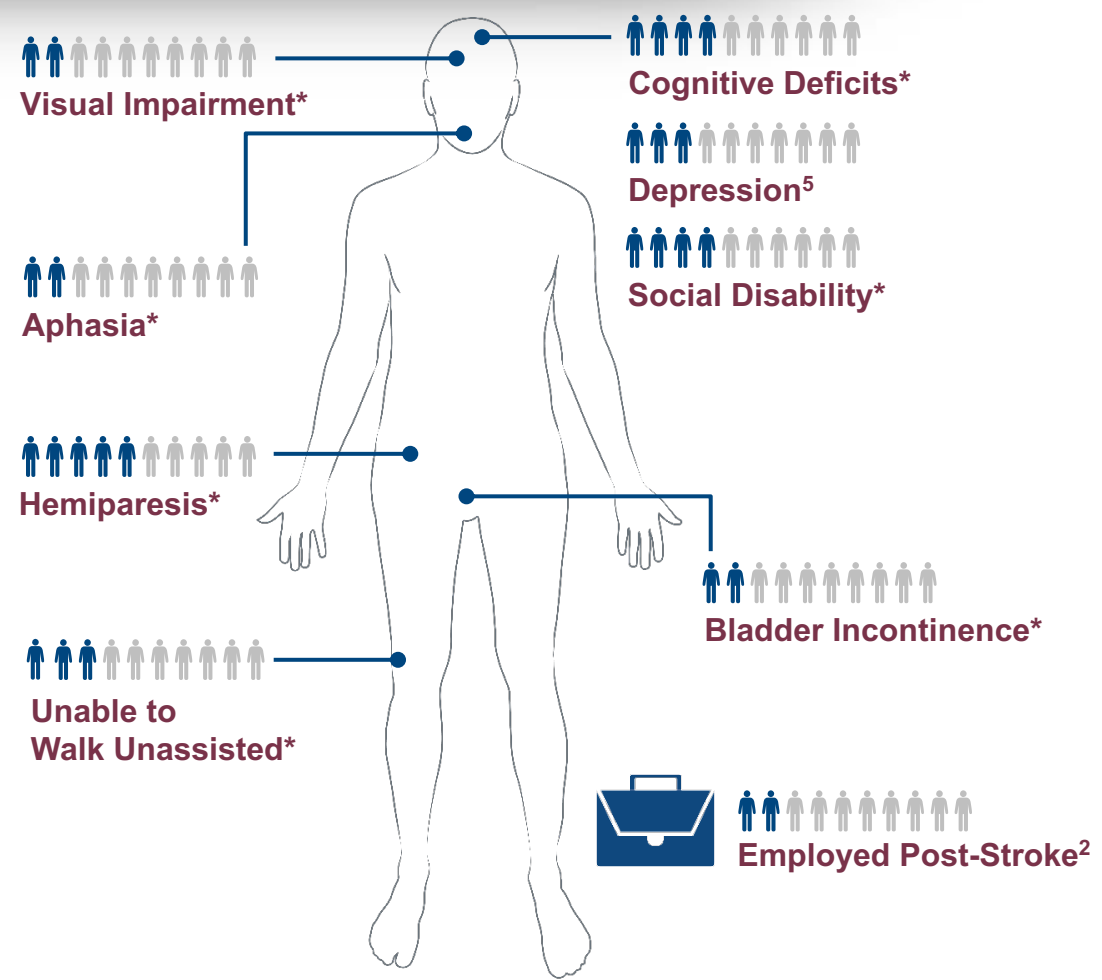 Visual Impairment*
Cognitive Deficits*
Depression⁵
Social Disability*
Aphasia*
Hemiparesis*
Bladder Incontinence*
Unable to
Walk Unassisted*
Employed Post-Stroke²